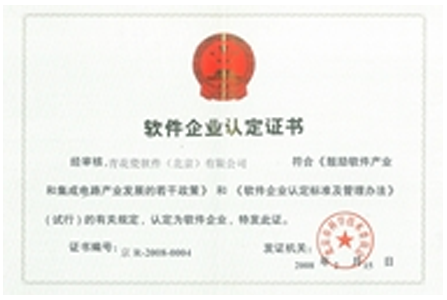 软件企业认定证书
经审核,青花瓷软件(北京)有限公司 符合《鼓励软件产业
和集成电路产业发展的若干政策》和《软件企业认定标准及管理办法》
(试行)的有关规定,认定为软件企业,特发此证。
证书编号:京 R-2008-0004
发证机关:
2008 年 月 15 日